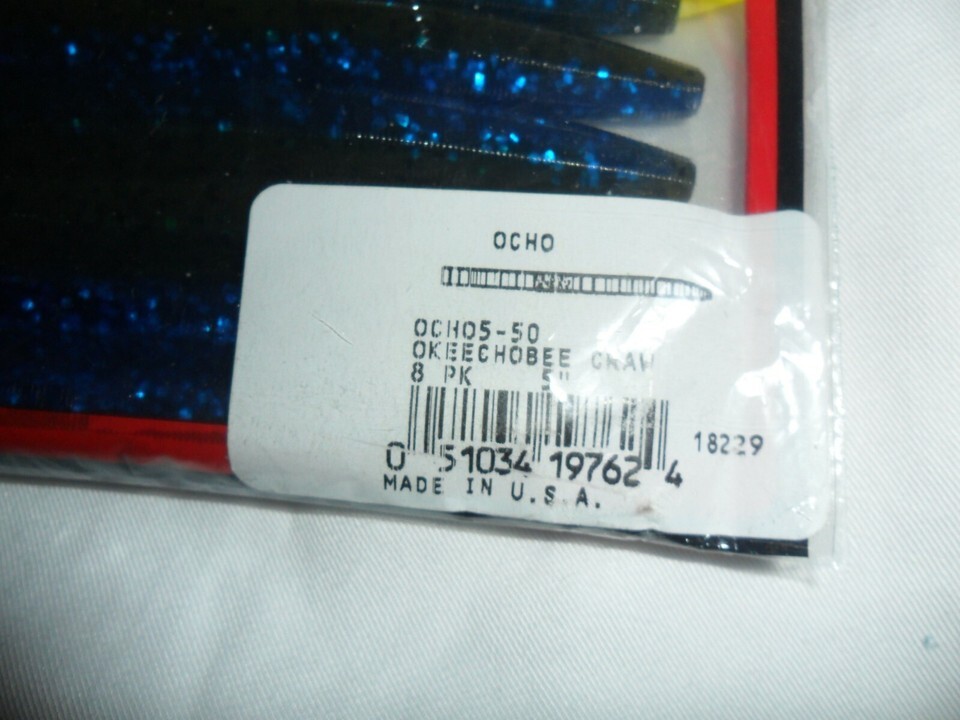 OCHO
OCHO5-50
OKEECHOBEE CRAW
8 PK 5"
18229
0 51034 19762 4
MADE IN U.S.A.